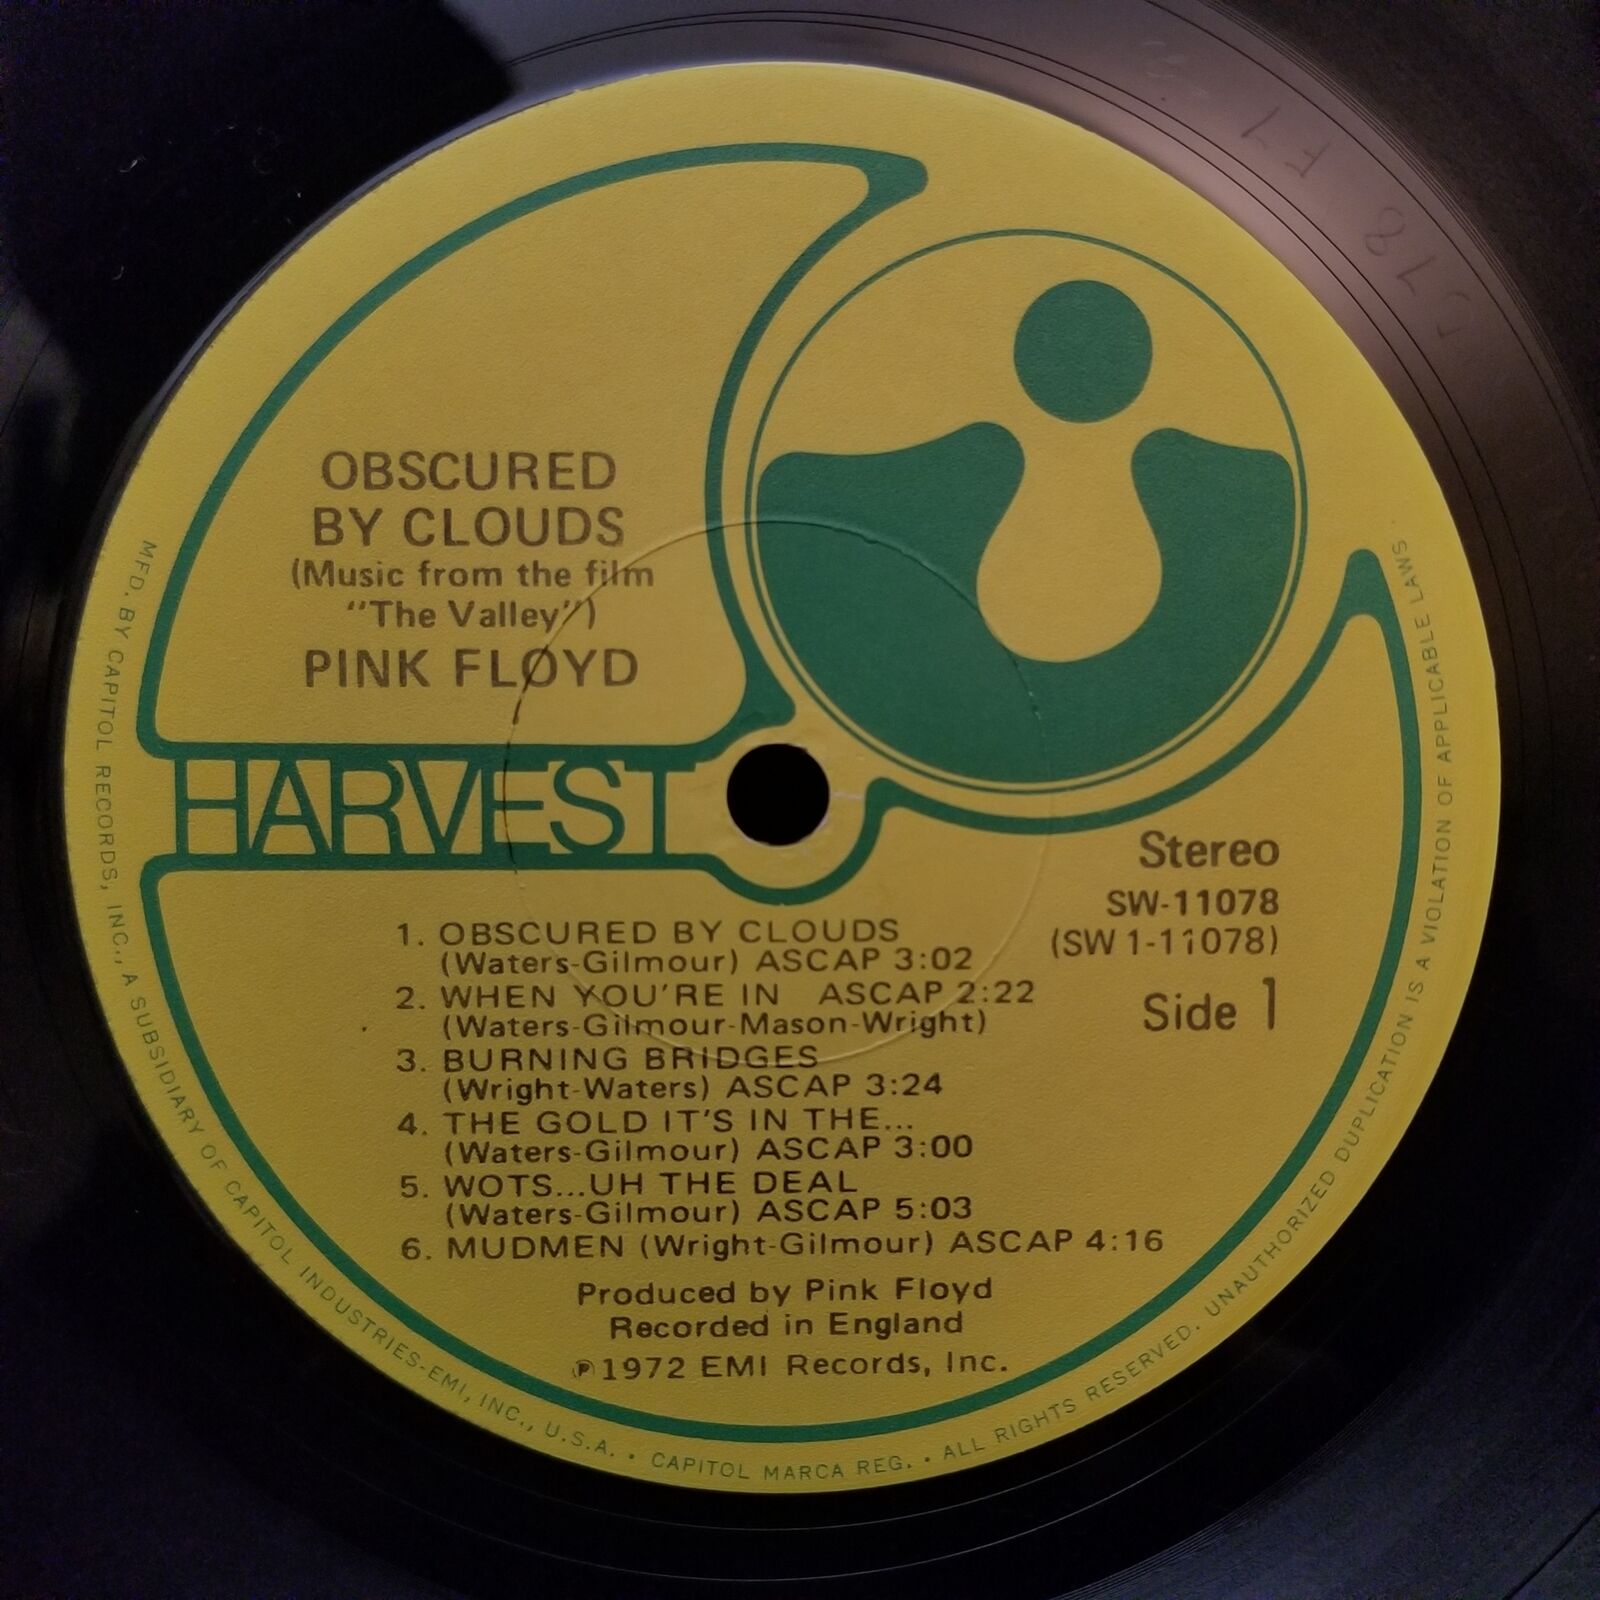 OBSCURED
BY CLOUDS
(Music from the film
"The Valley")
PINK FLOYD
HARVEST
Stereo
SW-11078
(SW 1-11078)
Side 1
1. OBSCURED BY CLOUDS
(Waters-Gilmour) ASCAP 3:02
2. WHEN YOU'RE IN ASCAP 2:22
(Waters-Gilmour-Mason-Wright)
3. BURNING BRIDGES
(Wright-Waters) ASCAP 3:24
4. THE GOLD IT'S IN THE...
(Waters-Gilmour) ASCAP 3:00
5. WOTS...UH THE DEAL
(Waters-Gilmour) ASCAP 5:03
6. MUDMEN (Wright-Gilmour) ASCAP 4:16
Produced by Pink Floyd
Recorded in England
℗1972 EMI Records, Inc.
MFD. BY CAPITOL RECORDS, INC., A SUBSIDIARY OF CAPITOL INDUSTRIES-EMI, INC., U.S.A. • CAPITOL MARCA REG. • ALL RIGHTS RESERVED. UNAUTHORIZED DUPLICATION IS A VIOLATION OF APPLICABLE LAWS